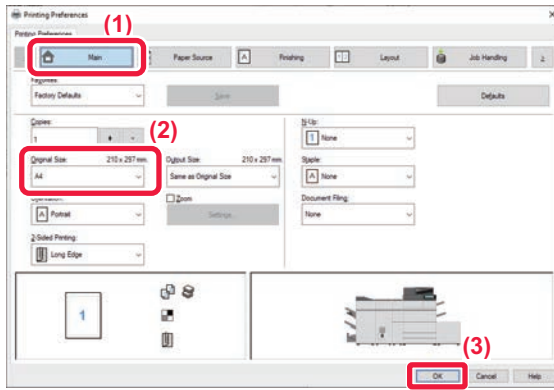 Printing Preferences
(1)
Printing Preferences
Main
Paper Source
Finishing
Layout
Job Handling
Favorites:
Factory Defaults
Save
Defaults
Copies:
1
(2)
N-Up:
None
Original Size:
210 x 297 mm.
A4
Output Size:
210 x 297 mm.
Same as Original Size
Staple:
None
Orientation:
Portrait
Zoom
Settings...
Document Filing:
None
2-Sided Printing:
Long Edge
1
(3)
OK
Cancel
Help